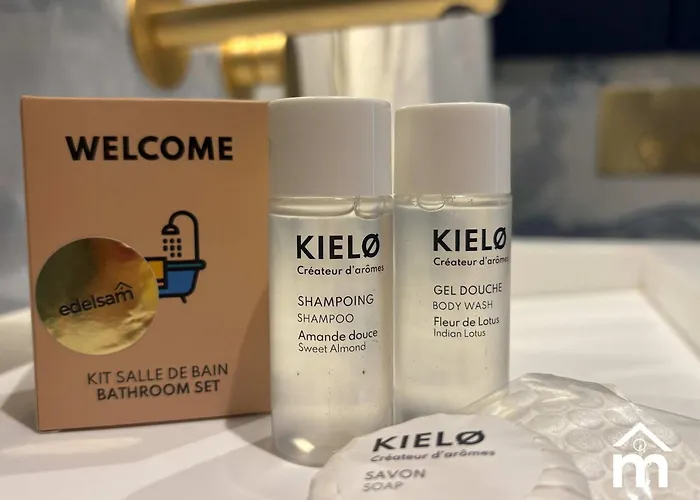 WELCOME
edelsam
KIT SALLE DE BAIN
BATHROOM SET
KIELØ
Créateur d'arômes
SHAMPOING
SHAMPOO
Amande douce
Sweet Almond
KIELØ
Créateur d'arômes
GEL DOUCHE
BODY WASH
Fleur de Lotus
Indian Lotus
KIELØ
Créateur d'arômes
SAVON
SOAP
m